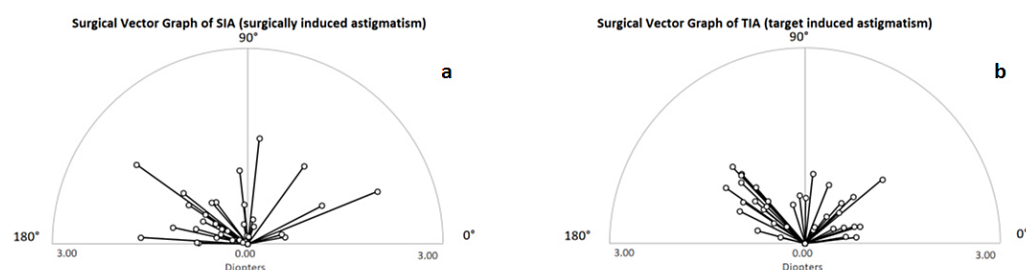 Surgical Vector Graph of SIA (surgically induced astigmatism)
90°
a
180°
0°
3.00
0.00
3.00
Diopters
Surgical Vector Graph of TIA (target induced astigmatism)
90°
b
180°
0°
3.00
0.00
3.00
Diopters